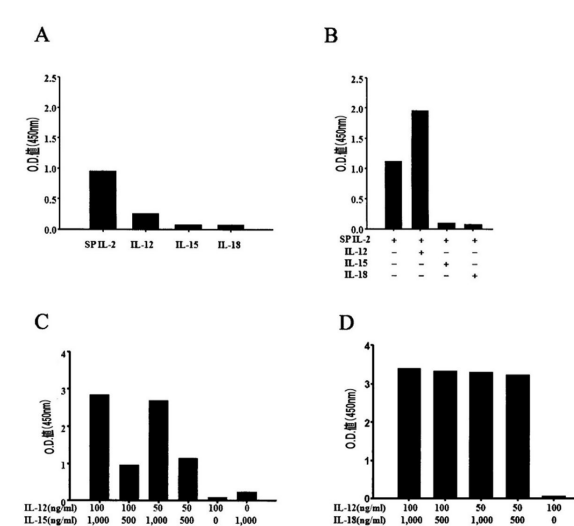 A
O.D.値(450nm)
2.5
2.0
1.5
1.0
0.5
0.0
SP IL-2 IL-12 IL-15 IL-18
B
O.D.値(450nm)
2.5
2.0
1.5
1.0
0.5
0.0
SP IL-2 + + + +
IL-12 – + – –
IL-15 – – + –
IL-18 – – – +
C
O.D.値(450nm)
4
3
2
1
0
IL-12(ng/ml) 100 100 50 50 100 0
IL-15(ng/ml) 1,000 500 1,000 500 0 1,000
D
O.D.値(450nm)
4
3
2
1
0
IL-12(ng/ml) 100 100 50 50 100
IL-18(ng/ml) 1,000 500 1,000 500 0